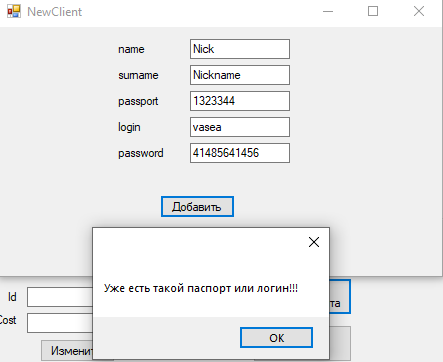 NewClient
name Nick
surname Nickname
passport 1323344
login vasea
password 41485641456
Добавить
Уже есть такой паспорт или логин!!!
OK
Id
та
Cost
Изменит